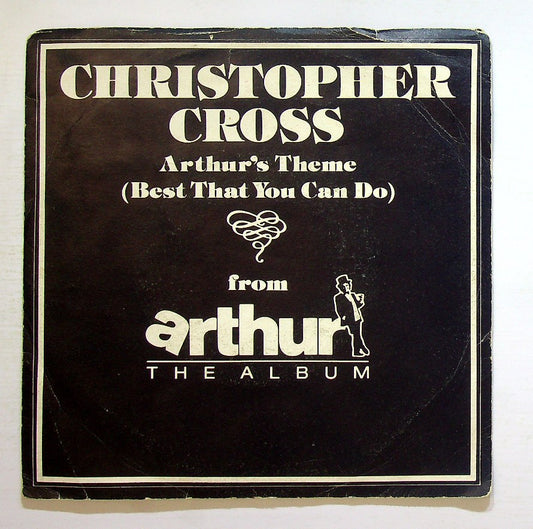 CHRISTOPHER
CROSS
Arthur's Theme
(Best That You Can Do)
from
arthur
THE ALBUM